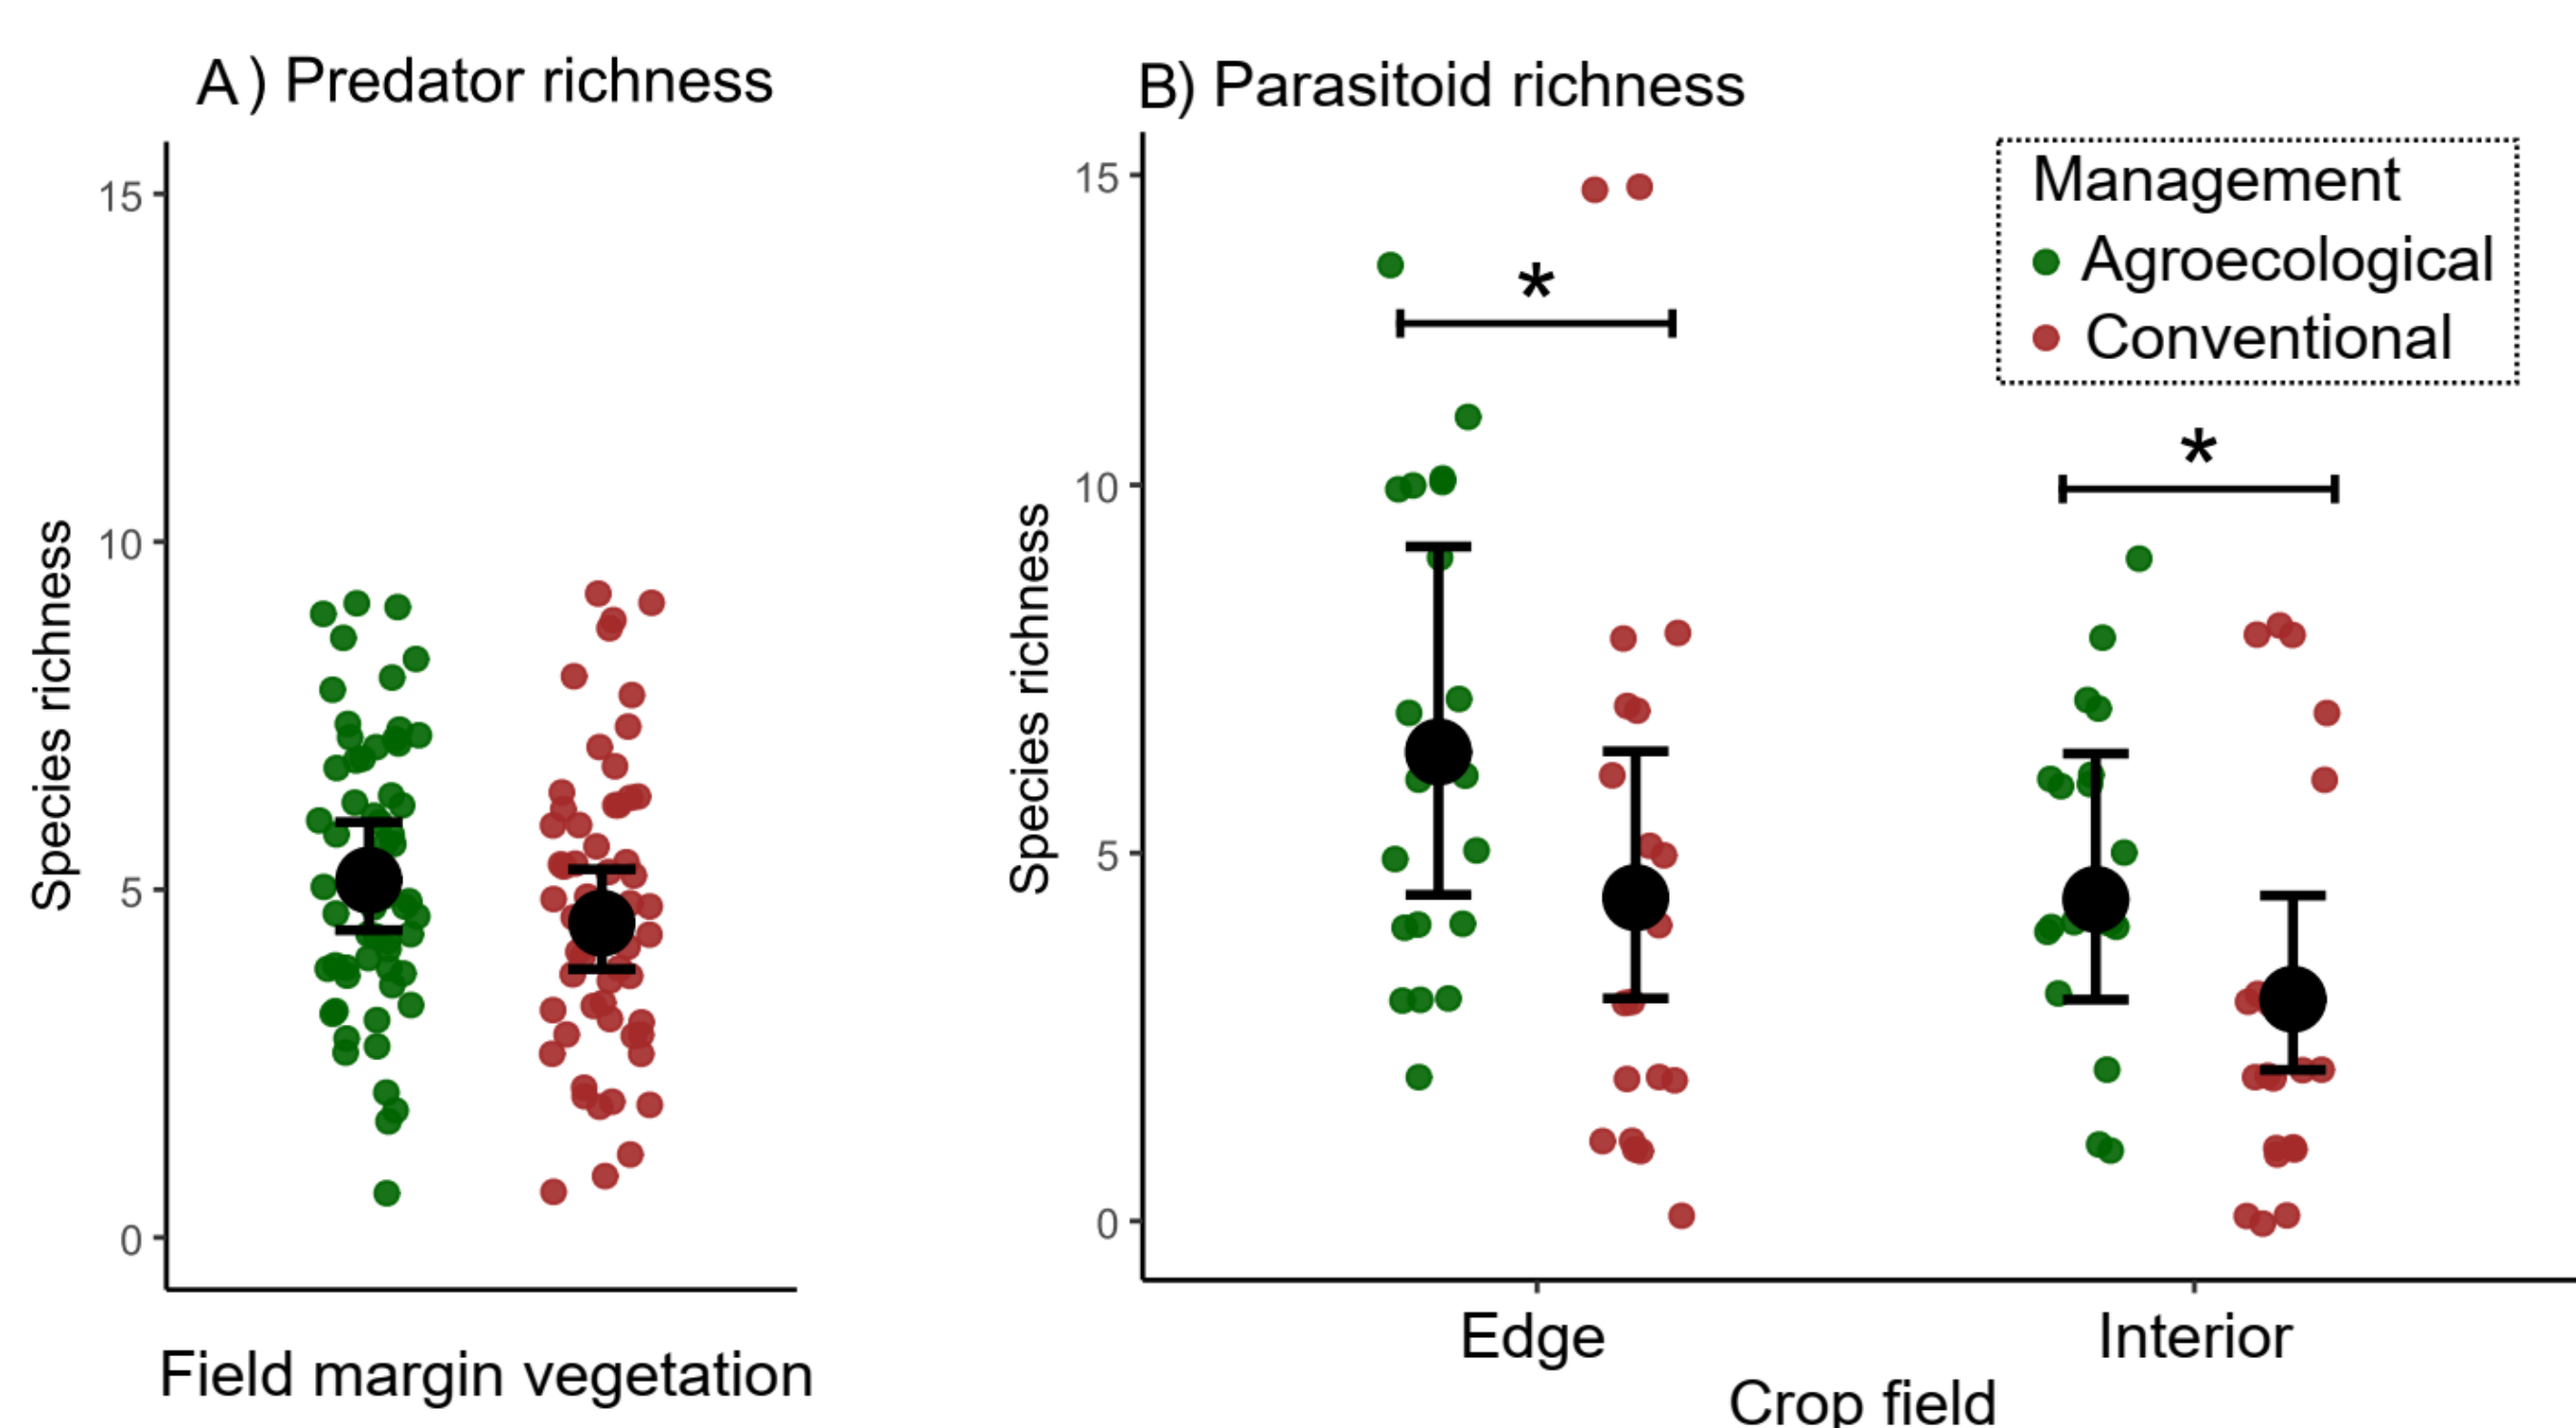 A) Predator richness
15
10
5
0
Species richness
Field margin vegetation
B) Parasitoid richness
15
10
5
0
Species richness
*
*
Management
Agroecological
Conventional
Edge
Interior
Crop field